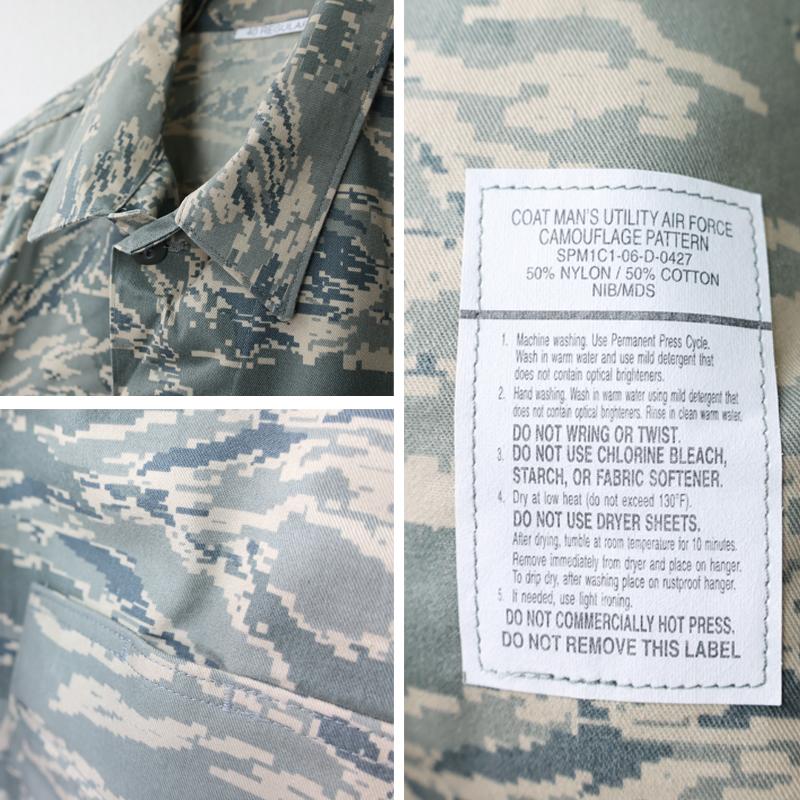 40 REGULAR
COAT MAN'S UTILITY AIR FORCE
CAMOUFLAGE PATTERN
SPM1C1-06-D-0427
50% NYLON / 50% COTTON
NIB/MDS
1. Machine washing. Use Permanent Press Cycle.
Wash in warm water and use mild detergent that
does not contain optical brighteners.
2. Hand washing. Wash in warm water using mild detergent that
does not contain optical brighteners. Rinse in clean warm water.
DO NOT WRING OR TWIST.
3. DO NOT USE CHLORINE BLEACH,
STARCH, OR FABRIC SOFTENER.
4. Dry at low heat (do not exceed 130°F).
DO NOT USE DRYER SHEETS.
After drying, tumble at room temperature for 10 minutes.
Remove immediately from dryer and place on hanger.
To drip dry, after washing place on rustproof hanger.
5. If needed, use light ironing.
DO NOT COMMERCIALLY HOT PRESS.
DO NOT REMOVE THIS LABEL